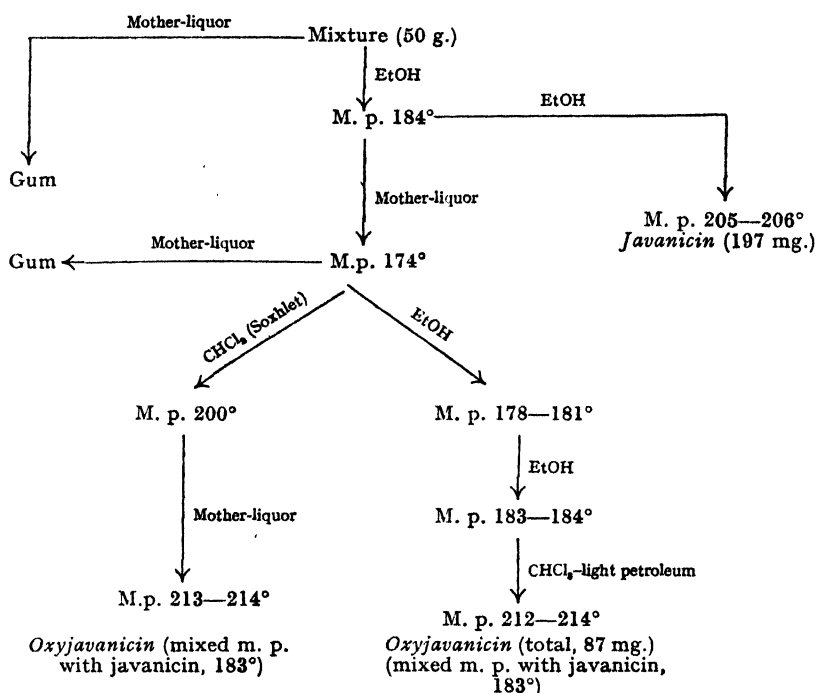 Mother-liquor
Mixture (50 g.)
EtOH
M. p. 184°
EtOH
Gum
Mother-liquor
M. p. 205—206°
Javanicin (197 mg.)
Mother-liquor
Gum
M.p. 174°
CHCl₃ (Soxhlet)
EtOH
M. p. 200°
M. p. 178—181°
EtOH
Mother-liquor
M. p. 183—184°
CHCl₃-light petroleum
M.p. 213—214°
M. p. 212—214°
Oxyjavanicin (mixed m. p.
with javanicin, 183°)
Oxyjavanicin (total, 87 mg.)
(mixed m. p. with javanicin,
183°)